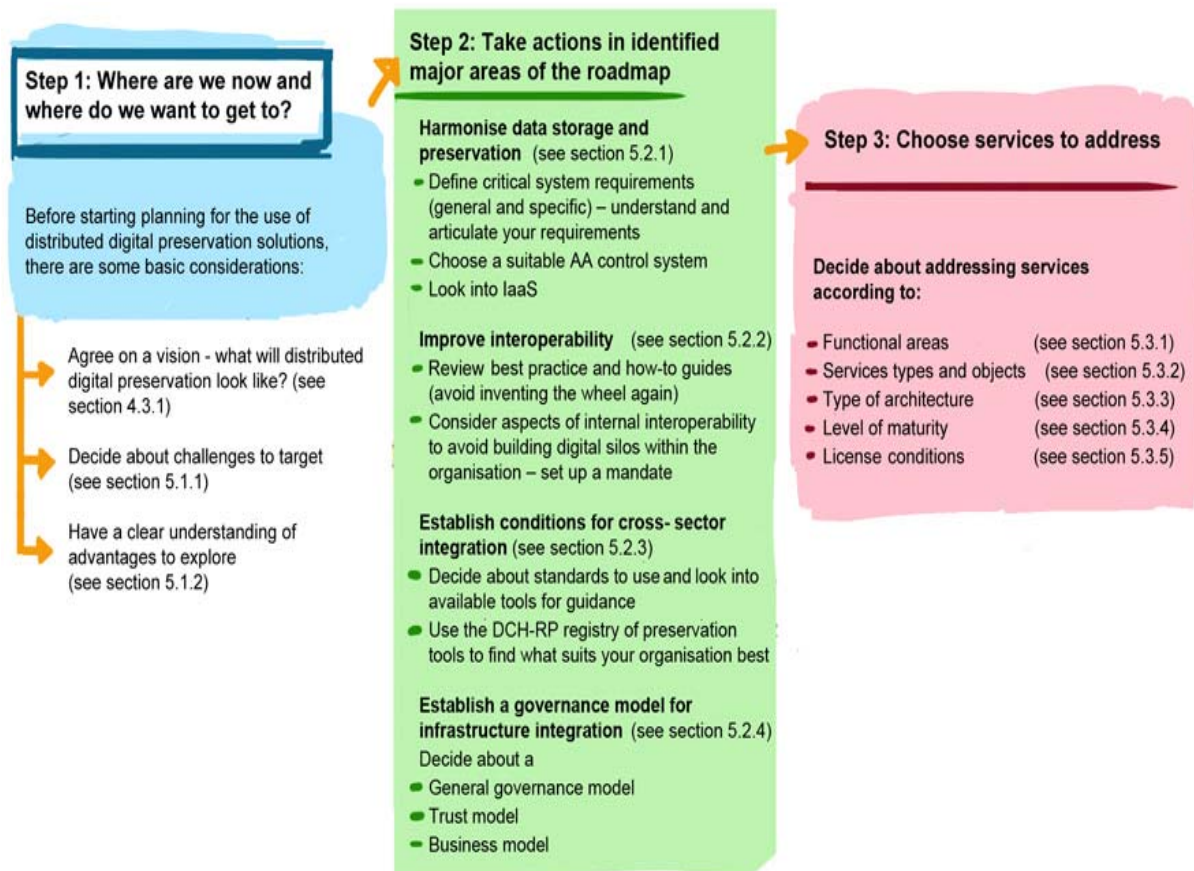 Step 1: Where are we now and
where do we want to get to?
Before starting planning for the use of
distributed digital preservation solutions,
there are some basic considerations:
Agree on a vision - what will distributed
digital preservation look like? (see
section 4.3.1)
Decide about challenges to target
(see section 5.1.1)
Have a clear understanding of
advantages to explore
(see section 5.1.2)
Step 2: Take actions in identified
major areas of the roadmap
Harmonise data storage and
preservation (see section 5.2.1)
Define critical system requirements
(general and specific) – understand and
articulate your requirements
Choose a suitable AA control system
Look into IaaS
Improve interoperability (see section 5.2.2)
Review best practice and how-to guides
(avoid inventing the wheel again)
Consider aspects of internal interoperability
to avoid building digital silos within the
organisation – set up a mandate
Establish conditions for cross- sector
integration (see section 5.2.3)
Decide about standards to use and look into
available tools for guidance
Use the DCH-RP registry of preservation
tools to find what suits your organisation best
Establish a governance model for
infrastructure integration (see section 5.2.4)
Decide about a
General governance model
Trust model
Business model
Step 3: Choose services to address
Decide about addressing services
according to:
Functional areas (see section 5.3.1)
Services types and objects (see section 5.3.2)
Type of architecture (see section 5.3.3)
Level of maturity (see section 5.3.4)
License conditions (see section 5.3.5)